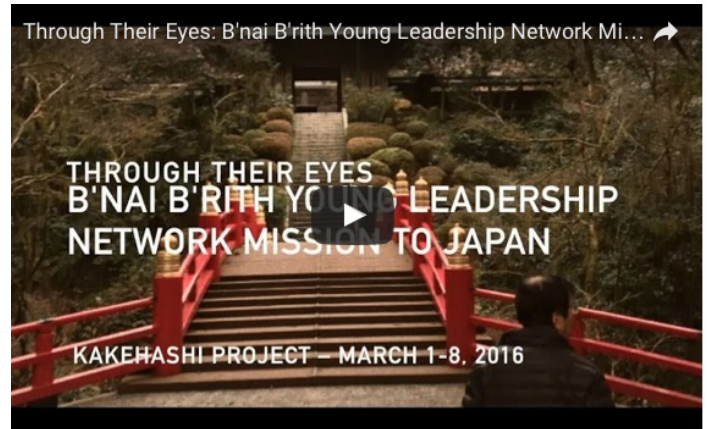 Through Their Eyes: B'nai B'rith Young Leadership Network Mi...
THROUGH THEIR EYES
B'NAI B'RITH YOUNG LEADERSHIP
NETWORK MISSION TO JAPAN
KAKEHASHI PROJECT – MARCH 1-8, 2016